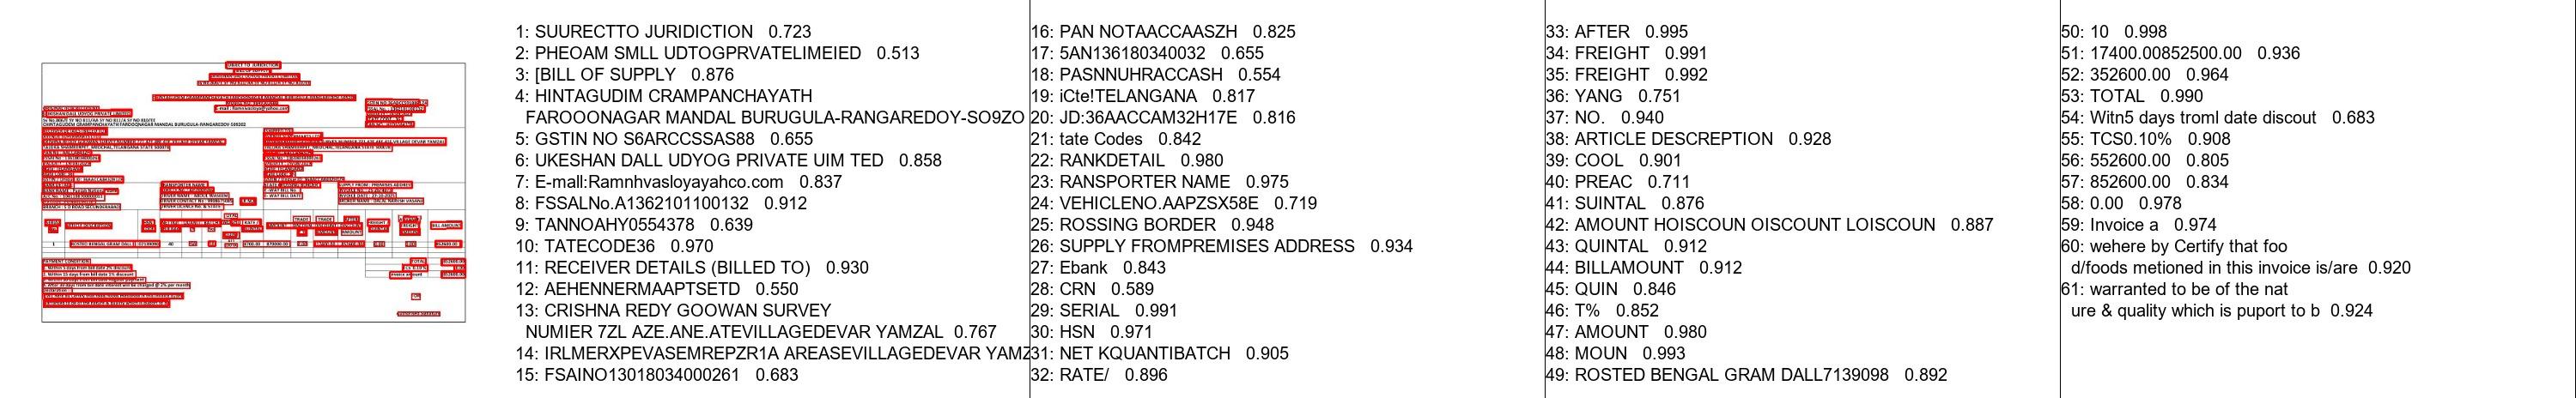 1: SUURECTTO JURIDICTION 0.723
2: PHEOAM SMLL UDTOGPRVATELIMEIED 0.513
3: [BILL OF SUPPLY 0.876
4: HINTAGUDIM CRAMPANCHAYATH
FAROOONAGAR MANDAL BURUGULA-RANGAREDOY-SO9ZO
5: GSTIN NO S6ARCCSSAS88 0.655
6: UKESHAN DALL UDYOG PRIVATE UIM TED 0.858
7: E-mall:Ramnhvasloyayahco.com 0.837
8: FSSALNo.A1362101100132 0.912
9: TANNOAHY0554378 0.639
10: TATECODE36 0.970
11: RECEIVER DETAILS (BILLED TO) 0.930
12: AEHENNERMAAPTSETD 0.550
13: CRISHNA REDY GOOWAN SURVEY
NUMIER 7ZL AZE.ANE.ATEVILLAGEDEVAR YAMZAL 0.767
14: IRLMERXPEVASEMREPZR1A AREASEVILLAGEDEVAR YAMZ
15: FSAINO13018034000261 0.683
16: PAN NOTAACCAASZH 0.825
17: 5AN136180340032 0.655
18: PASNNUHRACCASH 0.554
19: iCte!TELANGANA 0.817
20: JD:36AACCAM32H17E 0.816
21: tate Codes 0.842
22: RANKDETAIL 0.980
23: RANSPORTER NAME 0.975
24: VEHICLENO.AAPZSX58E 0.719
25: ROSSING BORDER 0.948
26: SUPPLY FROMPREMISES ADDRESS 0.934
27: Ebank 0.843
28: CRN 0.589
29: SERIAL 0.991
30: HSN 0.971
31: NET KQUANTIBATCH 0.905
32: RATE/ 0.896
33: AFTER 0.995
34: FREIGHT 0.991
35: FREIGHT 0.992
36: YANG 0.751
37: NO. 0.940
38: ARTICLE DESCREPTION 0.928
39: COOL 0.901
40: PREAC 0.711
41: SUINTAL 0.876
42: AMOUNT HOISCOUN OISCOUNT LOISCOUN 0.887
43: QUINTAL 0.912
44: BILLAMOUNT 0.912
45: QUIN 0.846
46: T% 0.852
47: AMOUNT 0.980
48: MOUN 0.993
49: ROSTED BENGAL GRAM DALL7139098 0.892
50: 10 0.998
51: 17400.00852500.00 0.936
52: 352600.00 0.964
53: TOTAL 0.990
54: Witn5 days troml date discout 0.683
55: TCS0.10% 0.908
56: 552600.00 0.805
57: 852600.00 0.834
58: 0.00 0.978
59: Invoice a 0.974
60: wehere by Certify that foo
d/foods metioned in this invoice is/are 0.920
61: warranted to be of the nat
ure & quality which is puport to b 0.924